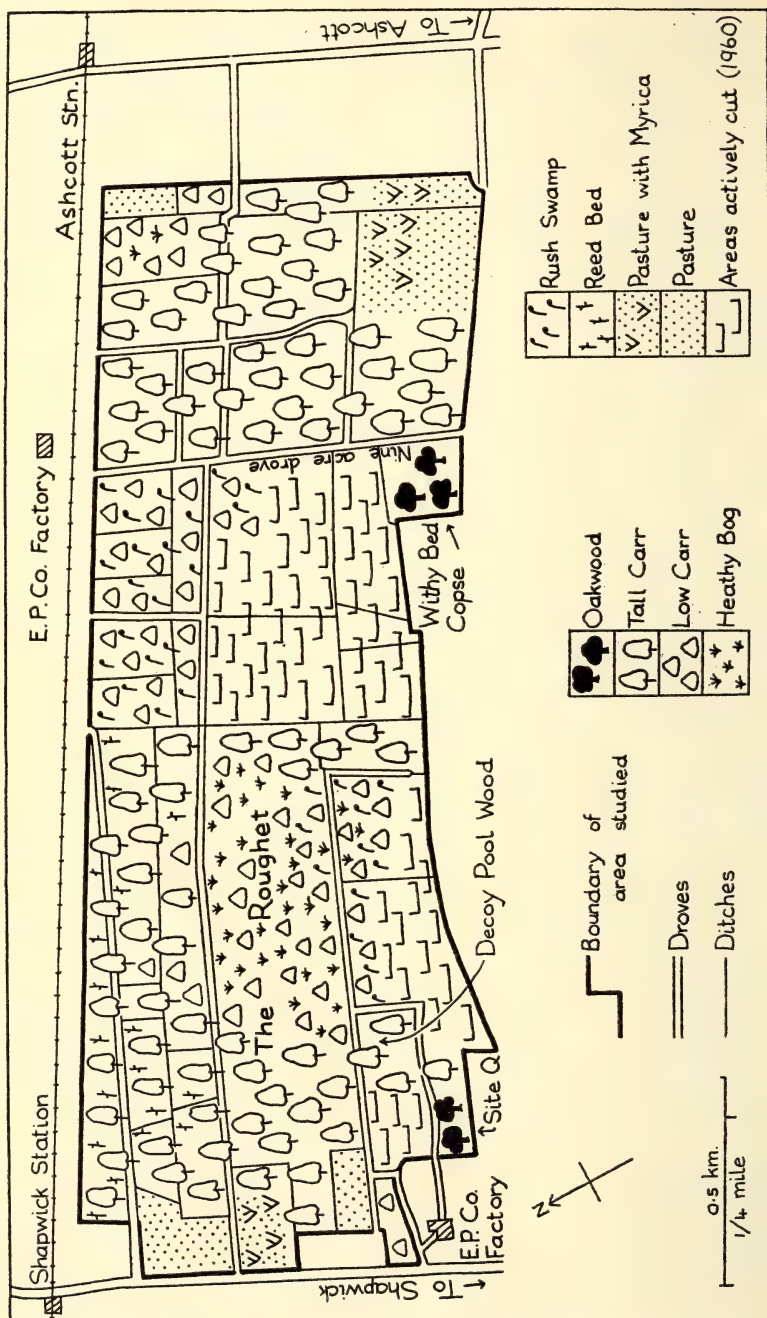 Shapwick Station
E.P. Co. Factory
Ashcott Stn.
To Ashcott
The Roughet
Nine acre drove
Withy Bed
Copse
Decoy Pool Wood
Site Q
E.P. Co.
Factory
To Shapwick
N
0·5 km.
1/4 mile
Boundary of
area studied
Droves
Ditches
Oakwood
Tall Carr
Low Carr
Heathy Bog
Rush Swamp
Reed Bed
Pasture with Myrica
Pasture
Areas actively cut (1960)